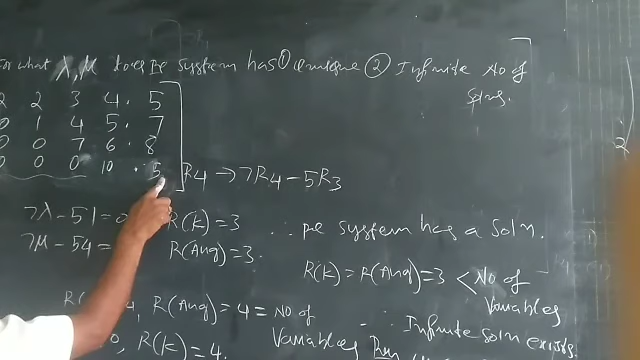 For what λ, μ does the system has ① unique ② Infinite No of
solns.
2 2 3 4 . 5
0 1 4 5 . 7
0 0 7 6 . 8
0 0 0 10 . 5
R4 → 7R4 - 5R3
7λ - 51 = 0
R(K) = 3
∴ the system has a soln.
7μ - 54 =
R(Aug) = 3.
R(K) = R(Aug) = 3 < No of
Variables
R(Aug) = 4 = No of
Variables
∴ Infinite soln exists
0, R(K) = 4.